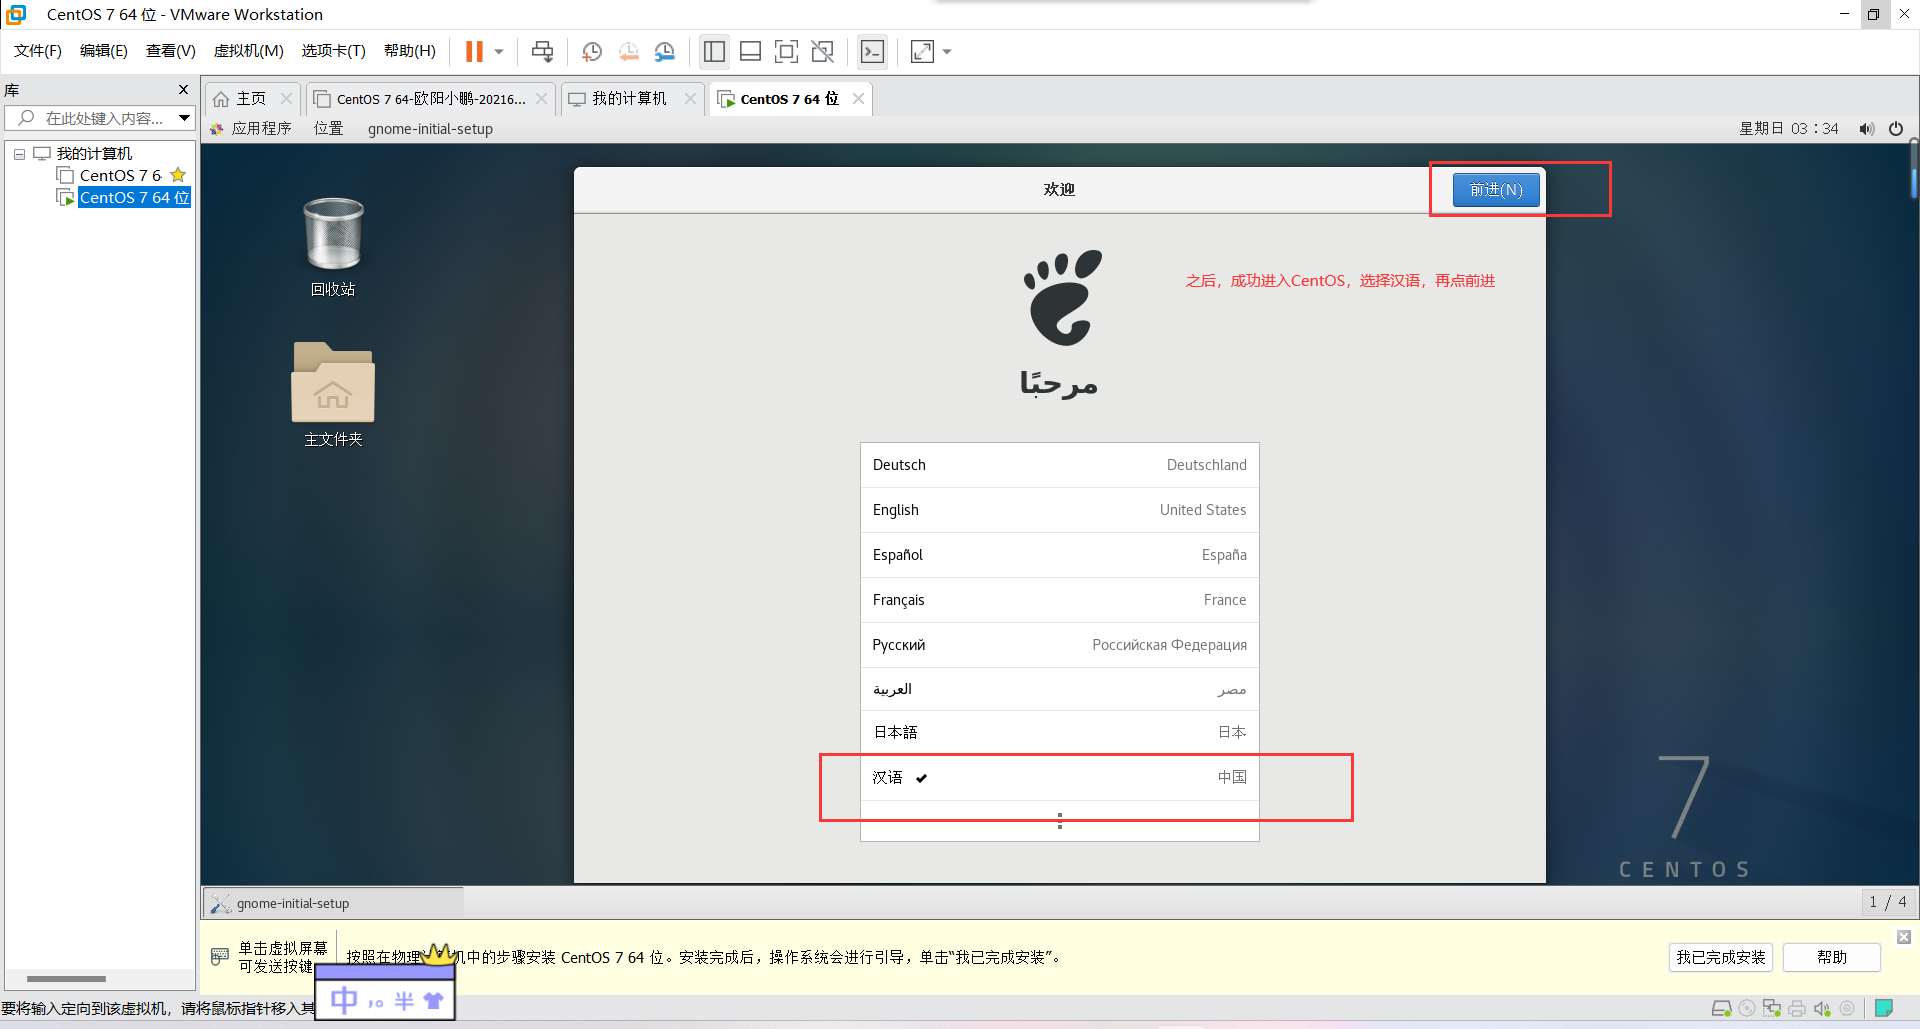 CentOS 7 64 位 - VMware Workstation
文件(F) 编辑(E) 查看(V) 虚拟机(M) 选项卡(T) 帮助(H)
库
在此处键入内容...
我的计算机
CentOS 7 6
CentOS 7 64 位
主页 CentOS 7 64-欧阳小鹏-20216... 我的计算机 CentOS 7 64 位
应用程序 位置 gnome-initial-setup 星期日 03：34
回收站
主文件夹
欢迎 前进(N)
之后，成功进入CentOS，选择汉语，再点前进
مرحبًا
Deutsch Deutschland
English United States
Español España
Français France
Русский Российская Федерация
العربية مصر
日本語 日本
汉语 中国
7
CENTOS
gnome-initial-setup 1 / 4
单击虚拟屏幕
可发送按键
按照在物理 机中的步骤安装 CentOS 7 64 位。安装完成后，操作系统会进行引导，单击“我已完成安装”。
我已完成安装 帮助
中 ,。 半
要将输入定向到该虚拟机，请将鼠标指针移入其